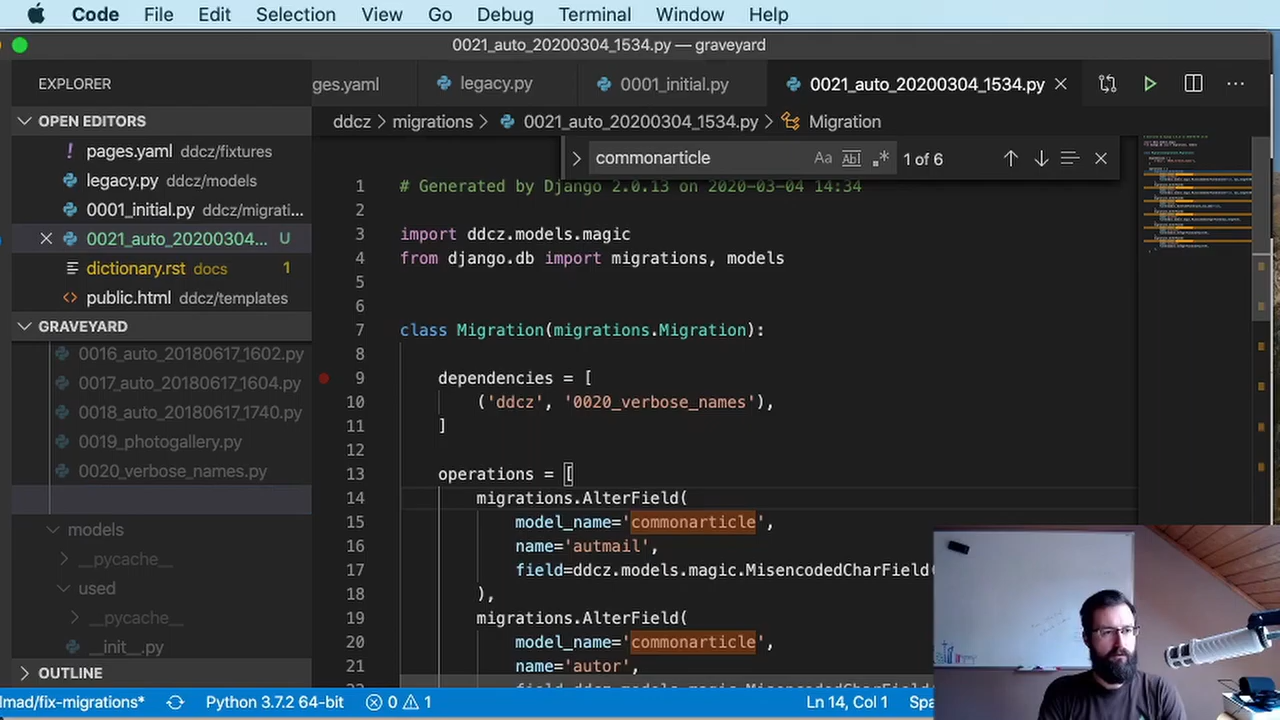 Code File Edit Selection View Go Debug Terminal Window Help
0021_auto_20200304_1534.py — graveyard
EXPLORER
ges.yaml legacy.py 0001_initial.py 0021_auto_20200304_1534.py
OPEN EDITORS
ddcz > migrations > 0021_auto_20200304_1534.py > Migration
pages.yaml ddcz/fixtures
legacy.py ddcz/models
0001_initial.py ddcz/migrati...
0021_auto_20200304... U
dictionary.rst docs 1
public.html ddcz/templates
GRAVEYARD
0016_auto_20180617_1602.py
0017_auto_20180617_1604.py
0018_auto_20180617_1740.py
0019_photogallery.py
0020_verbose_names.py
models
__pycache__
used
__pycache__
__init__.py
OUTLINE
commonarticle Aa Abl .* 1 of 6
1 # Generated by Django 2.0.13 on 2020-03-04 14:34
2
3 import models.magic
4 from django.db import migrations, models
5
6
7 class Migration(migrations.Migration):
8
9 dependencies = [
10 ('ddcz', '0020_verbose_names'),
11 ]
12
13 operations = [
14 migrations.AlterField(
15 model_name='commonarticle',
16 name='autmail',
17 field=ddcz.models.magic.MisencodedCharField(
18 ),
19 migrations.AlterField(
20 model_name='commonarticle',
21 name='autor',
lmad/fix-migrations* Python 3.7.2 64-bit 0 1 Ln 14, Col 1 Spa